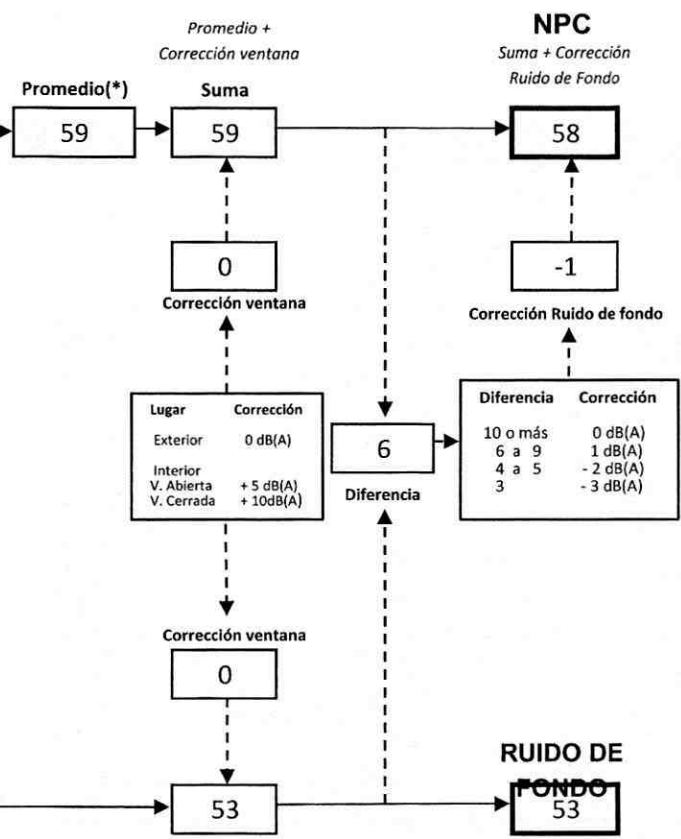 Promedio +
Corrección ventana
NPC
Suma + Corrección
Ruido de Fondo
Promedio(*)
Suma
59
59
58
0
-1
Corrección ventana
Corrección Ruido de fondo
Lugar Corrección
Exterior 0 dB(A)
Interior
V. Abierta + 5 dB(A)
V. Cerrada + 10dB(A)
6
Diferencia
Diferencia Corrección
10 o más 0 dB(A)
6 a 9 1 dB(A)
4 a 5 - 2 dB(A)
3 - 3 dB(A)
Corrección ventana
0
RUIDO DE
FONDO
53
53